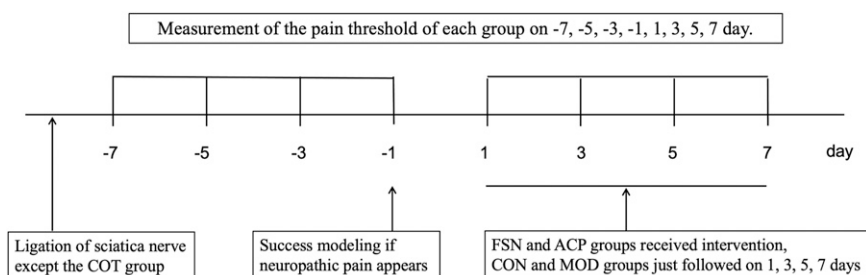 Measurement of the pain threshold of each group on -7, -5, -3, -1, 1, 3, 5, 7 day.
-7 -5 -3 -1 1 3 5 7 day
Ligation of sciatica nerve
except the COT group
Success modeling if
neuropathic pain appears
FSN and ACP groups received intervention,
CON and MOD groups just followed on 1, 3, 5, 7 days.